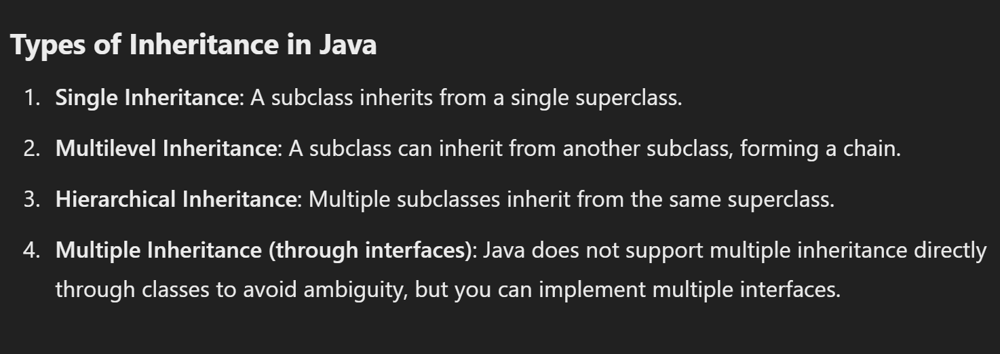 Types of Inheritance in Java
1. Single Inheritance: A subclass inherits from a single superclass.
2. Multilevel Inheritance: A subclass can inherit from another subclass, forming a chain.
3. Hierarchical Inheritance: Multiple subclasses inherit from the same superclass.
4. Multiple Inheritance (through interfaces): Java does not support multiple inheritance directly
through classes to avoid ambiguity, but you can implement multiple interfaces.